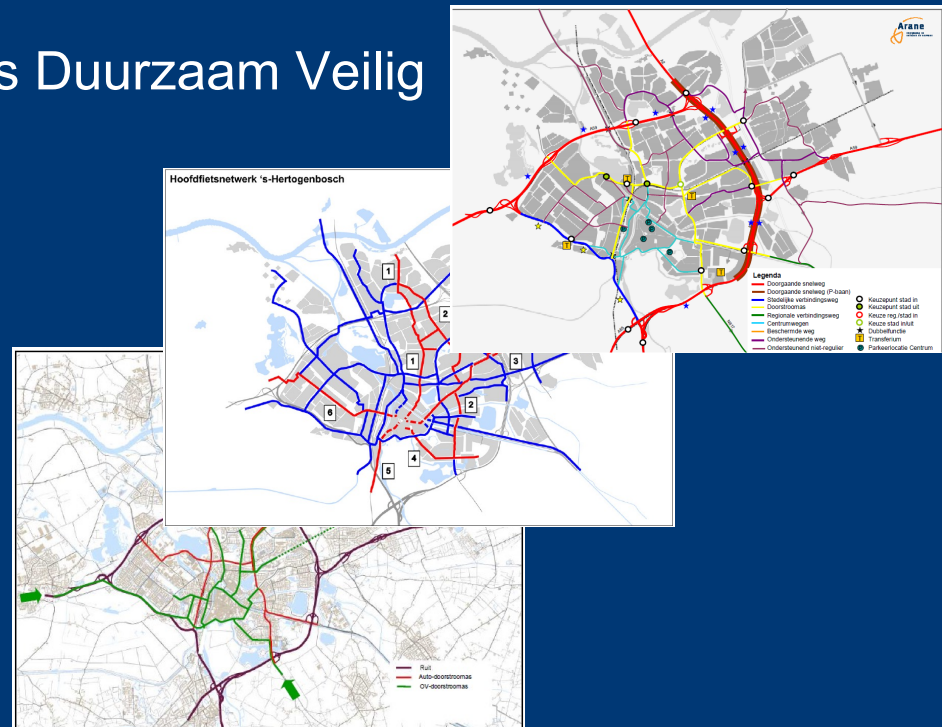 s Duurzaam Veilig
Arane
Legenda
Doorgaande snelweg
Doorgaande snelweg (P-baan)
Stedelijke verbindingsweg
Doorstroomas
Regionale verbindingsweg
Centrumwegen
Beschermde weg
Ondersteunende weg
Ondersteunend niet-regulier
Keuzepunt stad in
Keuzepunt stad uit
Keuze reg./stad in
Keuze stad in/uit
Dubbelfunctie
T Transferium
Parkeerlocatie Centrum
T
T
T
T
Hoofdfietsnetwerk 's-Hertogenbosch
1
2
1
3
2
6
4
5
Ruit
Auto-doorstroomas
OV-doorstroomas